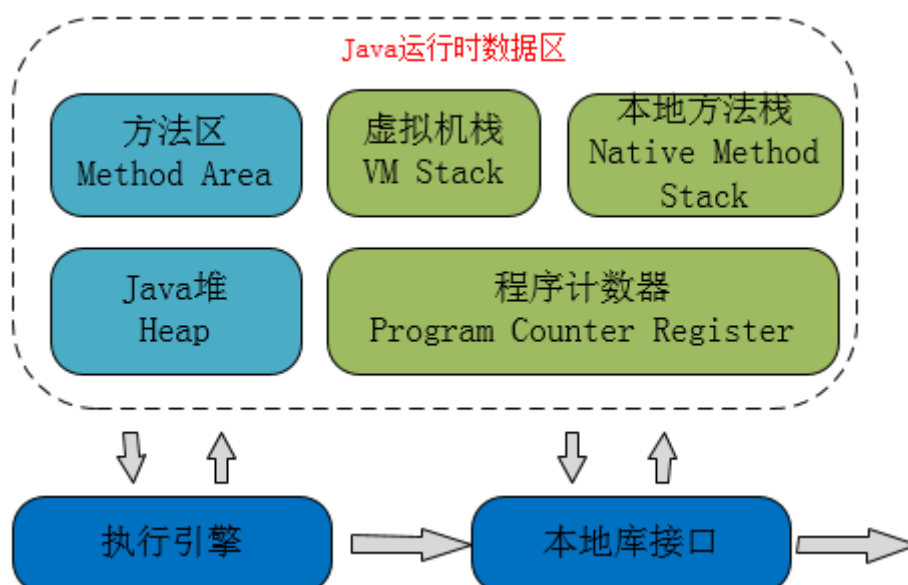 Java运行时数据区
方法区
Method Area
虚拟机栈
VM Stack
本地方法栈
Native Method
Stack
Java堆
Heap
程序计数器
Program Counter Register
执行引擎
本地库接口